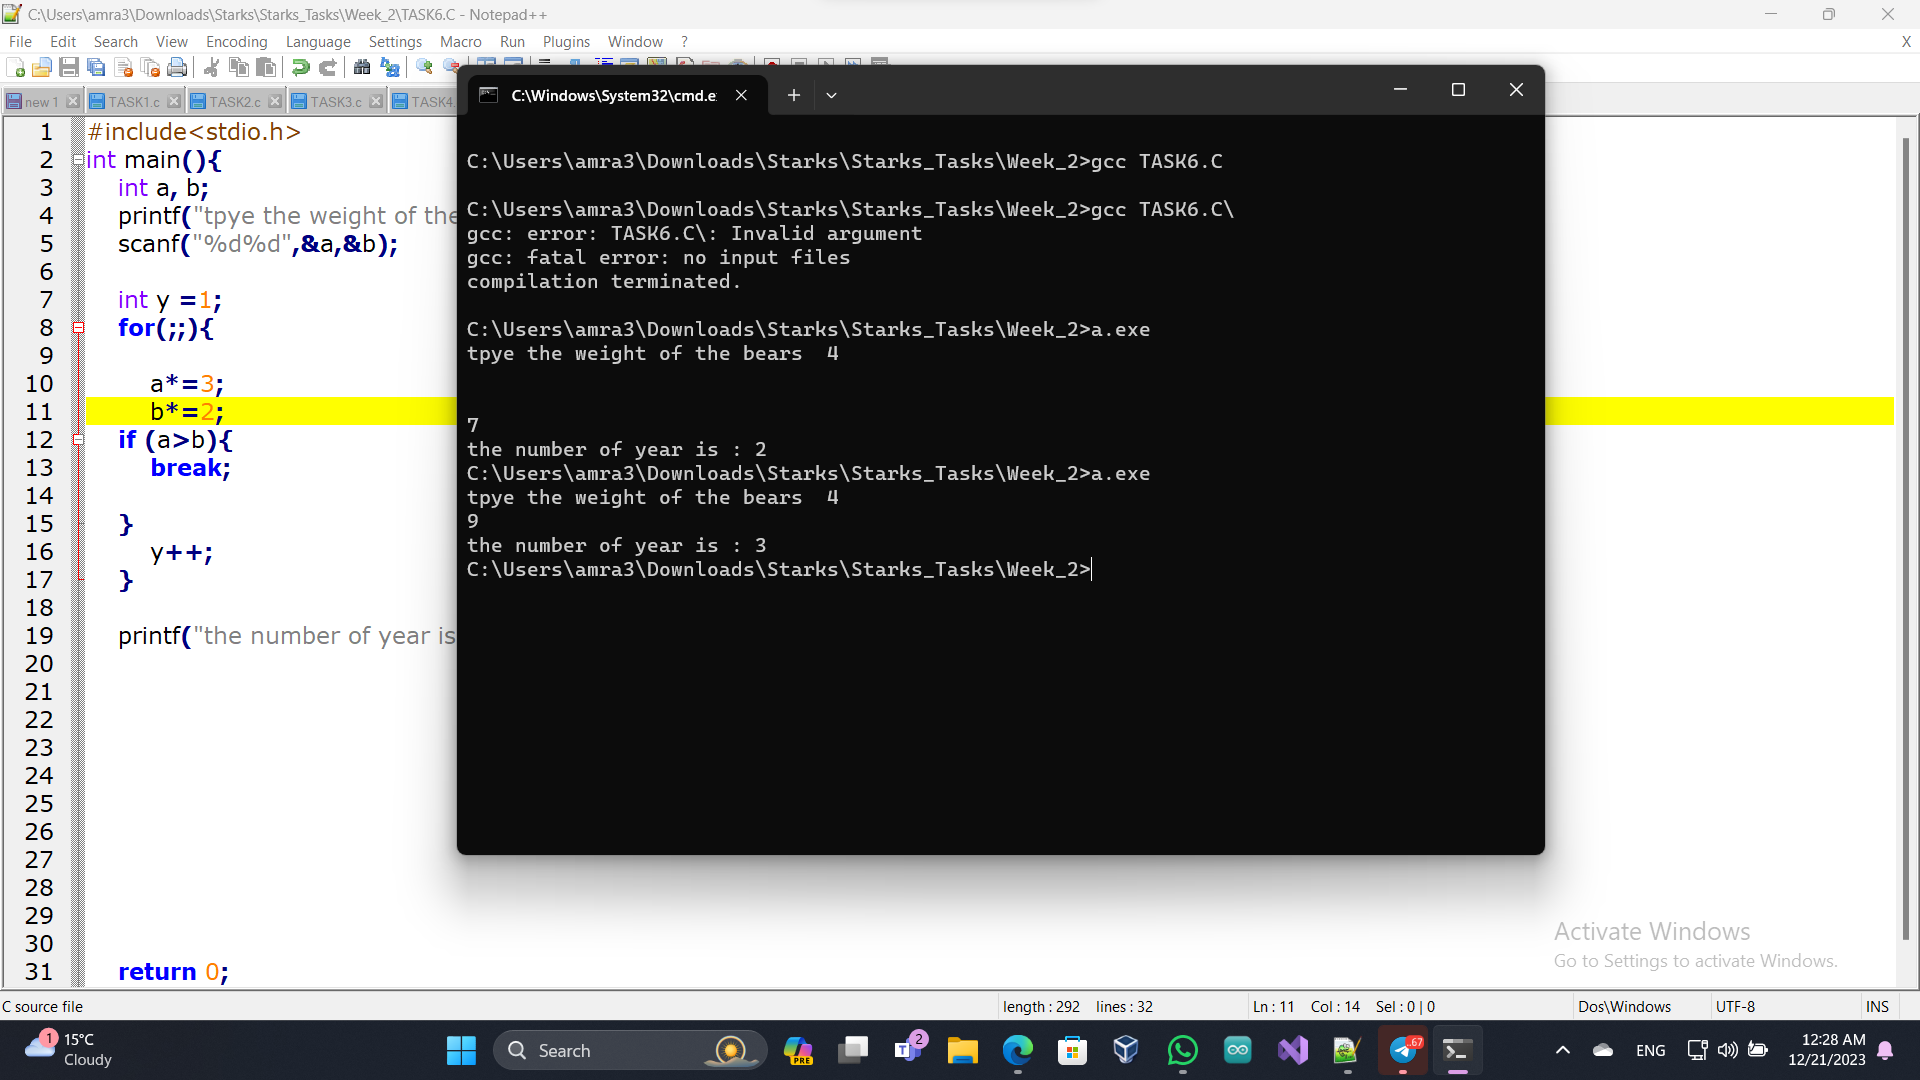 C:\Users\amra3\Downloads\Starks\Starks_Tasks\Week_2\TASK6.C - Notepad++
File Edit Search View Encoding Language Settings Macro Run Plugins Window ? X
new 1 TASK1.c TASK2.c TASK3.c TASK4.
1 #include<stdio.h>
2 int main(){
3 int a, b;
4 printf("tpye the weight of the
5 scanf("%d%d",&a,&b);
6
7 int y =1;
8 for(;;){
9
10 a*=3;
11 b*=2;
12 if (a>b){
13 break;
14
15 }
16 y++;
17 }
18
19 printf("the number of year is
20
21
22
23
24
25
26
27
28
29
30
31 return 0;
C:\Windows\System32\cmd.e
C:\Users\amra3\Downloads\Starks\Starks_Tasks\Week_2>gcc TASK6.C
C:\Users\amra3\Downloads\Starks\Starks_Tasks\Week_2>gcc TASK6.C\
gcc: error: TASK6.C\: Invalid argument
gcc: fatal error: no input files
compilation terminated.
C:\Users\amra3\Downloads\Starks\Starks_Tasks\Week_2>a.exe
tpye the weight of the bears  4
7
the number of year is : 2
C:\Users\amra3\Downloads\Starks\Starks_Tasks\Week_2>a.exe
tpye the weight of the bears  4
9
the number of year is : 3
C:\Users\amra3\Downloads\Starks\Starks_Tasks\Week_2>
Activate Windows
Go to Settings to activate Windows.
C source file length : 292 lines : 32 Ln : 11 Col : 14 Sel : 0 | 0 Dos\Windows UTF-8 INS
1 15°C
Cloudy
Search
PRE
2
.67
ENG
12:28 AM
12/21/2023